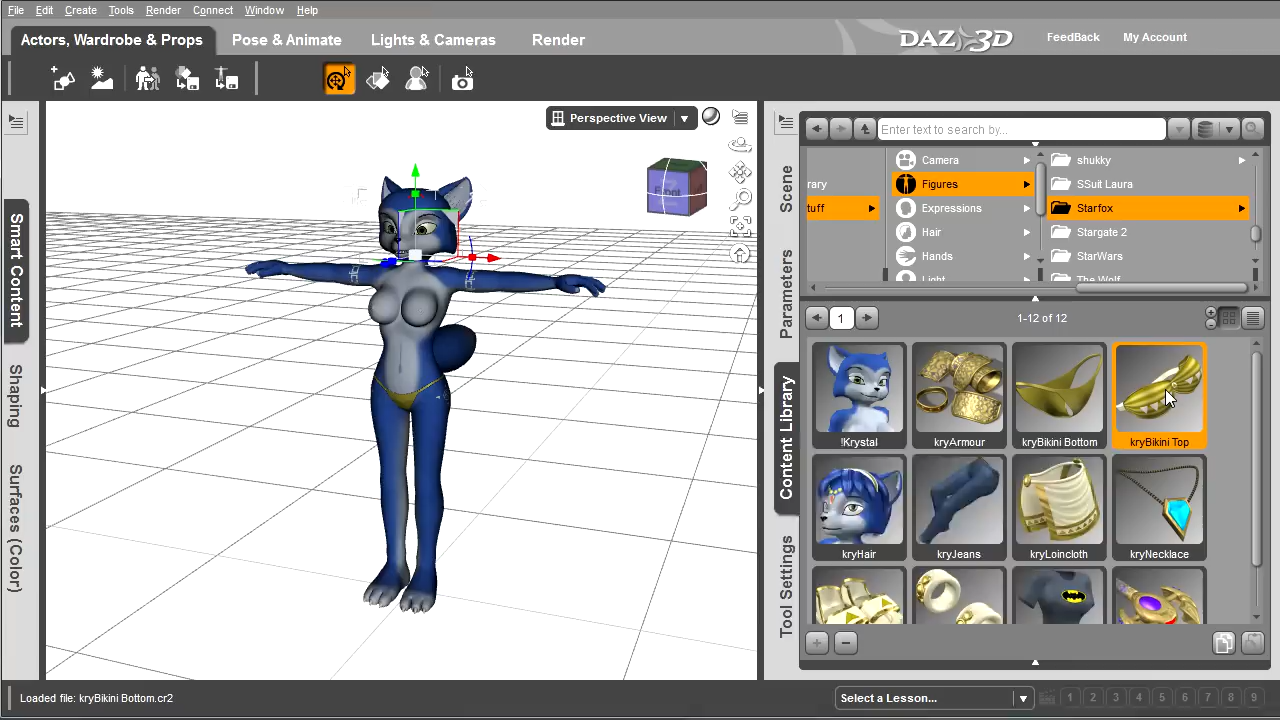 File Edit Create Tools Render Connect Window Help
Actors, Wardrobe & Props Pose & Animate Lights & Cameras Render
DAZ 3D FeedBack My Account
Perspective View
Front
Smart Content
Shaping
Surfaces (Color)
Scene
Parameters
Content Library
Tool Settings
Enter text to search by...
rary
tuff
Camera
Figures
Expressions
Hair
Hands
Light
shukky
SSuit Laura
Starfox
Stargate 2
StarWars
The Wolf
1
1-12 of 12
!Krystal kryArmour kryBikini Bottom kryBikini Top
kryHair kryJeans kryLoincloth kryNecklace
Loaded file: kryBikini Bottom.cr2
Select a Lesson...
1 2 3 4 5 6 7 8 9